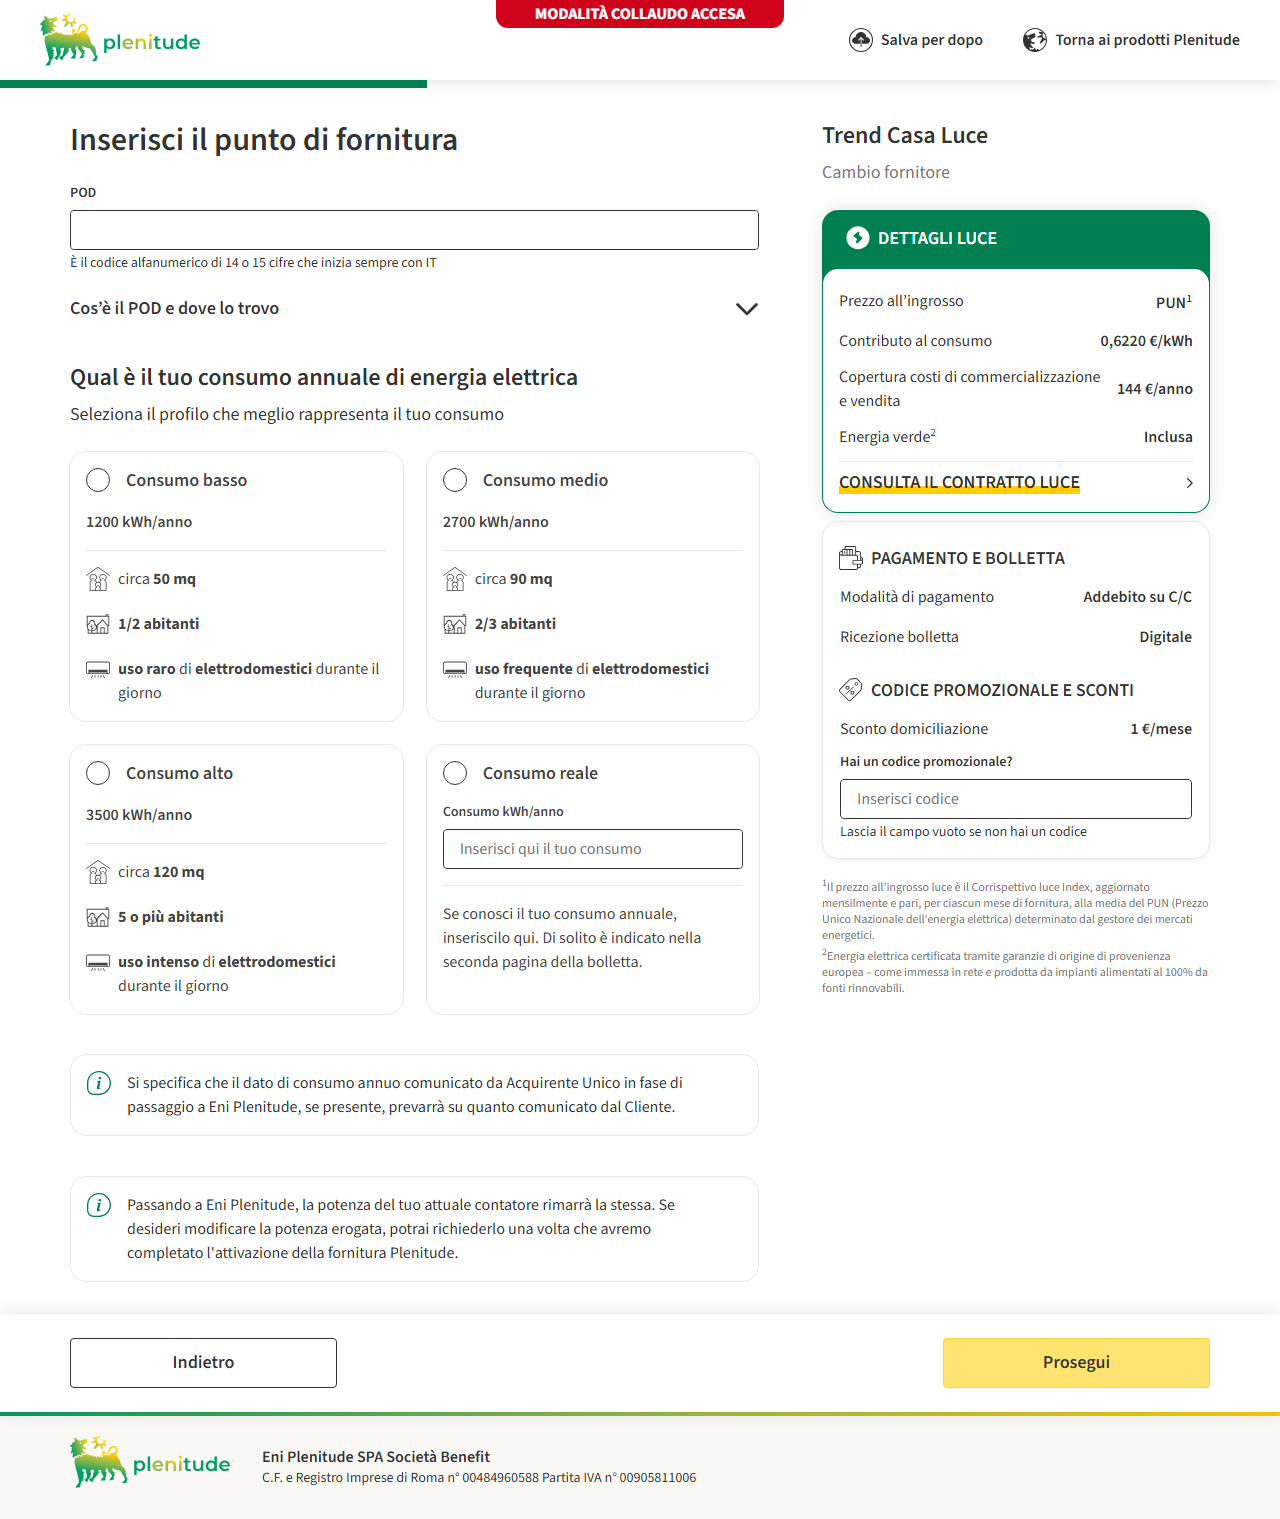 MODALITÀ COLLAUDO ACCESA
plenitude
Salva per dopo
Torna ai prodotti Plenitude
Inserisci il punto di fornitura
POD
È il codice alfanumerico di 14 o 15 cifre che inizia sempre con IT
Cos’è il POD e dove lo trovo
Qual è il tuo consumo annuale di energia elettrica
Seleziona il profilo che meglio rappresenta il tuo consumo
Consumo basso
1200 kWh/anno
circa 50 mq
1/2 abitanti
uso raro di elettrodomestici durante il
giorno
Consumo medio
2700 kWh/anno
circa 90 mq
2/3 abitanti
uso frequente di elettrodomestici
durante il giorno
Consumo alto
3500 kWh/anno
circa 120 mq
5 o più abitanti
uso intenso di elettrodomestici
durante il giorno
Consumo reale
Consumo kWh/anno
Inserisci qui il tuo consumo
Se conosci il tuo consumo annuale,
inseriscilo qui. Di solito è indicato nella
seconda pagina della bolletta.
Si specifica che il dato di consumo annuo comunicato da Acquirente Unico in fase di
passaggio a Eni Plenitude, se presente, prevarrà su quanto comunicato dal Cliente.
Passando a Eni Plenitude, la potenza del tuo attuale contatore rimarrà la stessa. Se
desideri modificare la potenza erogata, potrai richiederlo una volta che avremo
completato l'attivazione della fornitura Plenitude.
Trend Casa Luce
Cambio fornitore
DETTAGLI LUCE
Prezzo all’ingrosso PUN¹
Contributo al consumo 0,6220 €/kWh
Copertura costi di commercializzazione
e vendita 144 €/anno
Energia verde² Inclusa
CONSULTA IL CONTRATTO LUCE
PAGAMENTO E BOLLETTA
Modalità di pagamento Addebito su C/C
Ricezione bolletta Digitale
CODICE PROMOZIONALE E SCONTI
Sconto domiciliazione 1 €/mese
Hai un codice promozionale?
Inserisci codice
Lascia il campo vuoto se non hai un codice
¹Il prezzo all’ingrosso luce è il Corrispettivo luce Index, aggiornato
mensilmente e pari, per ciascun mese di fornitura, alla media del PUN (Prezzo
Unico Nazionale dell'energia elettrica) determinato dal gestore dei mercati
energetici.
²Energia elettrica certificata tramite garanzie di origine di provenienza
europea – come immessa in rete e prodotta da impianti alimentati al 100% da
fonti rinnovabili.
Indietro
Prosegui
plenitude
Eni Plenitude SPA Società Benefit
C.F. e Registro Imprese di Roma n° 00484960588 Partita IVA n° 00905811006